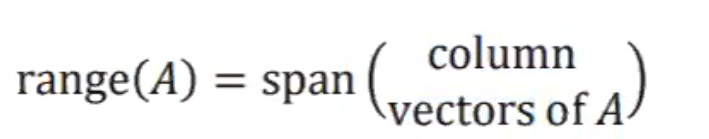 range(A) = span (column
vectors of A)